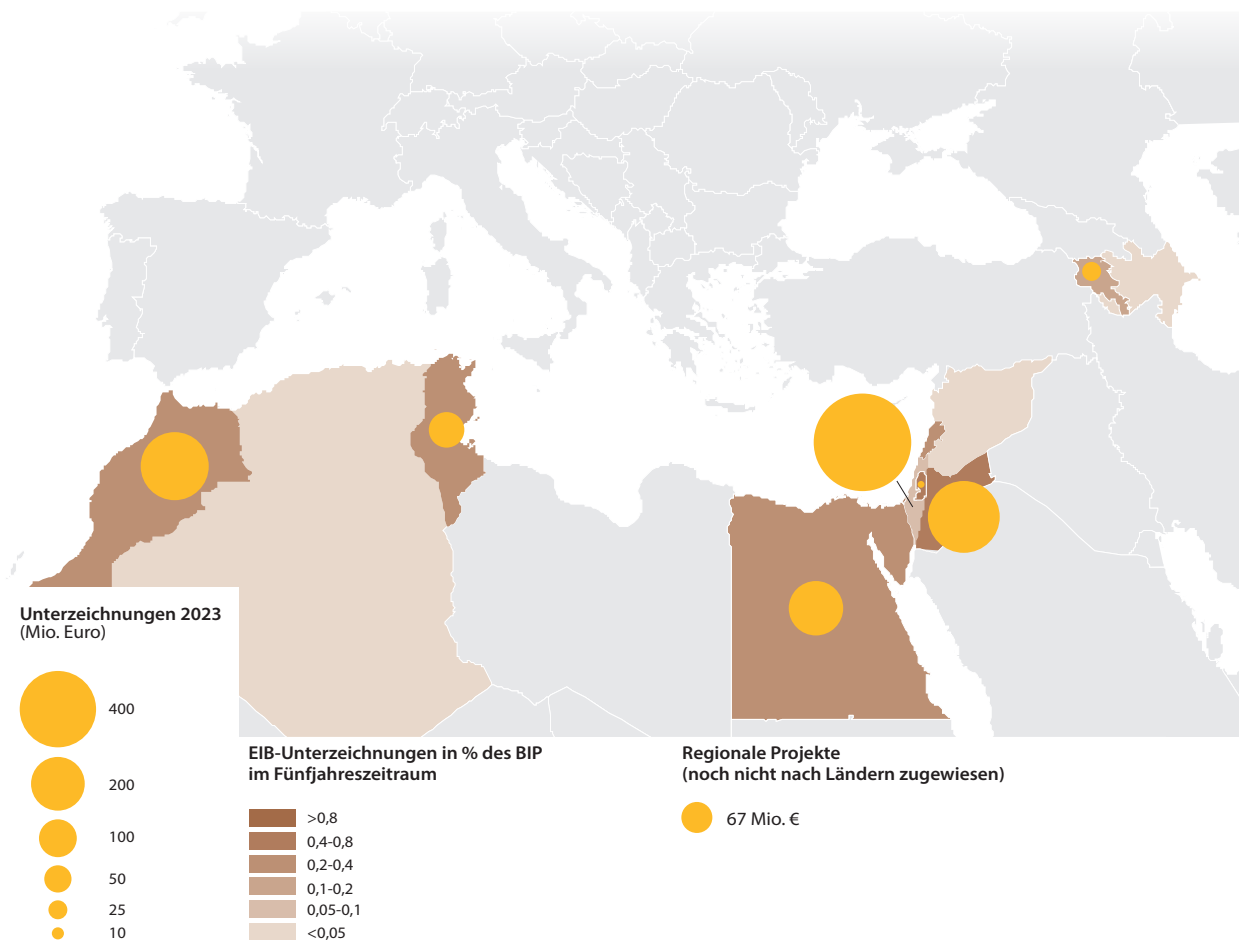 Unterzeichnungen 2023
(Mio. Euro)
400
200
100
50
25
10
EIB-Unterzeichnungen in % des BIP
im Fünfjahreszeitraum
>0,8
0,4-0,8
0,2-0,4
0,1-0,2
0,05-0,1
<0,05
Regionale Projekte
(noch nicht nach Ländern zugewiesen)
67 Mio. €